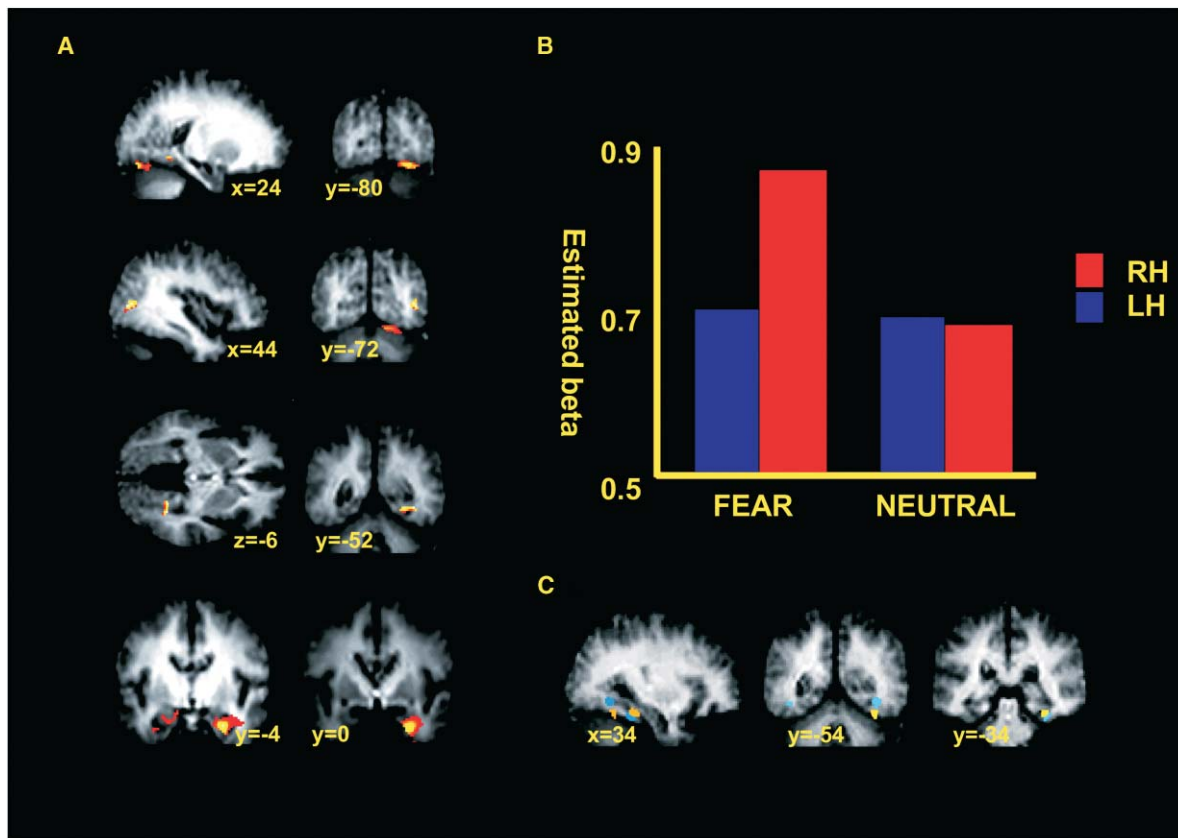 A
x=24
y=-80
x=44
y=-72
z=-6
y=-52
y=-4
y=0
B
0.9
0.7
0.5
Estimated beta
FEAR
NEUTRAL
RH
LH
C
x=34
y=-54
y=-34